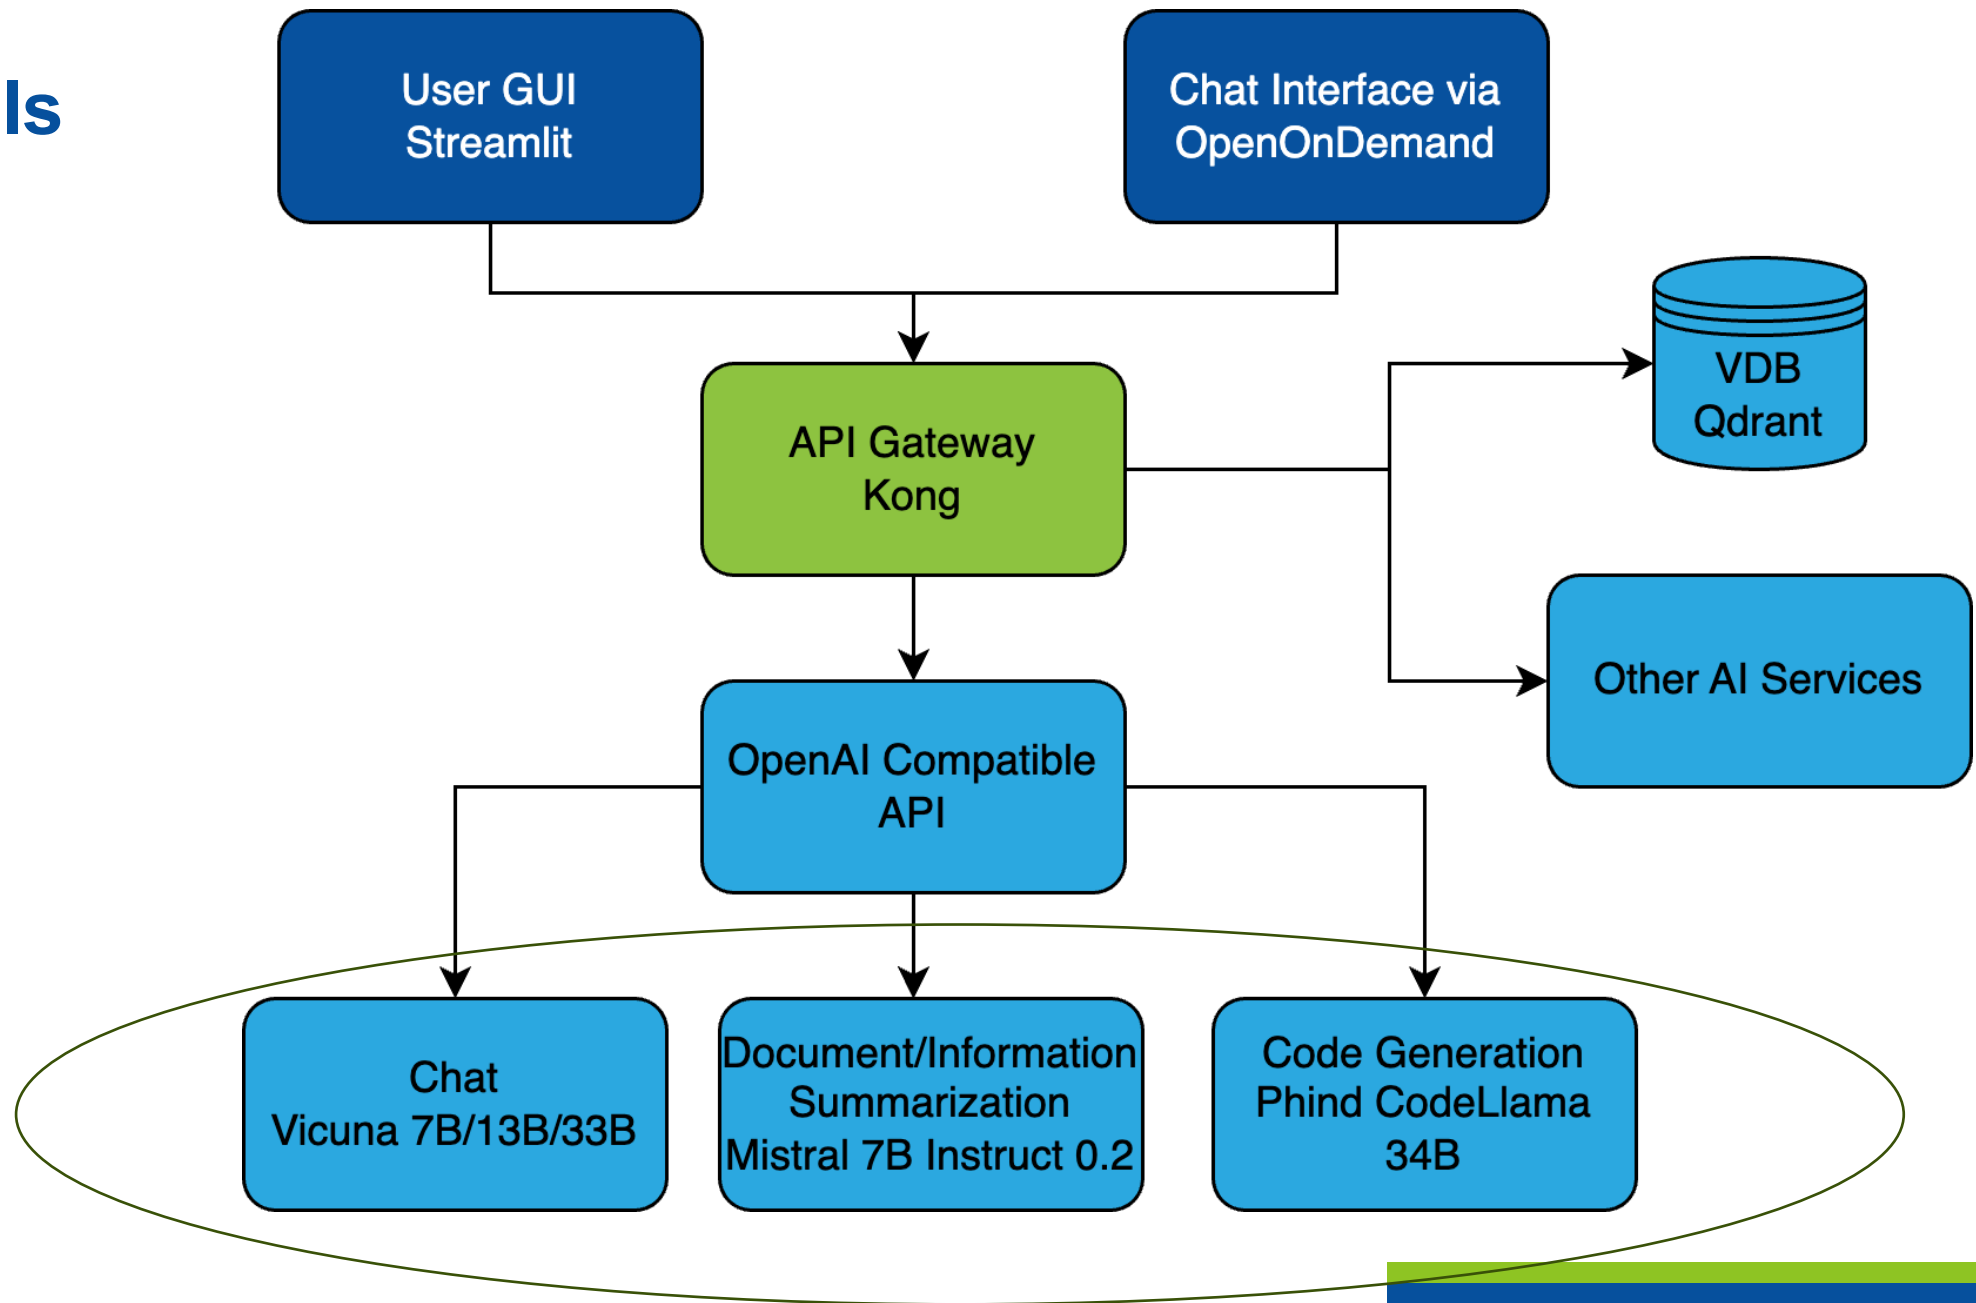 ls
User GUI
Streamlit
Chat Interface via
OpenOnDemand
VDB
Qdrant
API Gateway
Kong
Other AI Services
OpenAI Compatible
API
Chat
Vicuna 7B/13B/33B
Document/Information
Summarization
Mistral 7B Instruct 0.2
Code Generation
Phind CodeLlama
34B